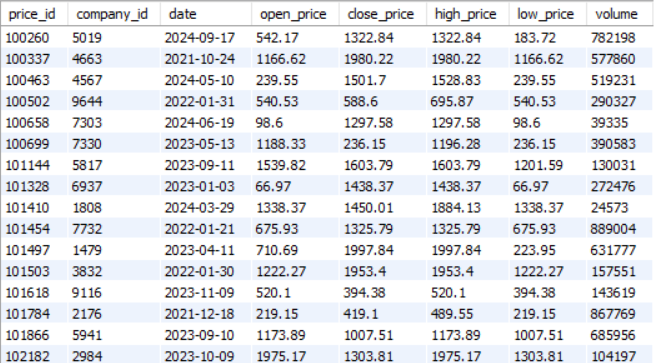 price_id company_id date open_price close_price high_price low_price volume
100260 5019 2024-09-17 542.17 1322.84 1322.84 183.72 782198
100337 4663 2021-10-24 1166.62 1980.22 1980.22 1166.62 577860
100463 4567 2024-05-10 239.55 1501.7 1528.83 239.55 519231
100502 9644 2022-01-31 540.53 588.6 695.87 540.53 290327
100658 7303 2024-06-19 98.6 1297.58 1297.58 98.6 39335
100699 7330 2023-05-13 1188.33 236.15 1196.28 236.15 390583
101144 5817 2023-09-11 1539.82 1603.79 1603.79 1201.59 130031
101328 6937 2023-01-03 66.97 1438.37 1438.37 66.97 272476
101410 1808 2024-03-29 1338.37 1450.01 1884.13 1338.37 24573
101454 7732 2022-01-21 675.93 1325.79 1325.79 675.93 889004
101497 1479 2023-04-11 710.69 1997.84 1997.84 223.95 631777
101503 3832 2022-01-30 1222.27 1953.4 1953.4 1222.27 157551
101618 9116 2023-11-09 520.1 394.38 520.1 394.38 143619
101784 2176 2021-12-18 219.15 419.1 489.55 219.15 867769
101866 5941 2023-09-10 1173.89 1007.51 1173.89 1007.51 685956
102182 2984 2023-10-09 1975.17 1303.81 1975.17 1303.81 104197